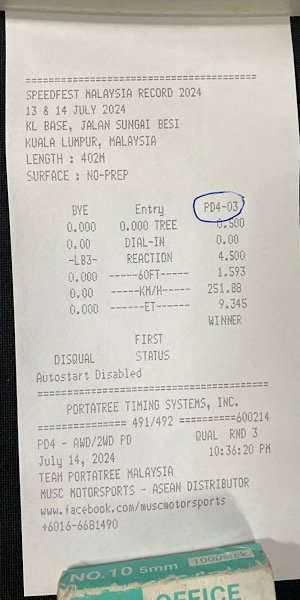 ==========================================
SPEEDFEST MALAYSIA RECORD 2024
13 & 14 JULY 2024
KL BASE, JALAN SUNGAI BESI
KUALA LUMPUR, MALAYSIA
LENGTH : 402M
SURFACE : NO-PREP
BYE Entry PD4-03
0.000 0.000 TREE 0.500
0.00 DIAL-IN 0.00
-LB3- REACTION 4.500
0.000 -----60FT----- 1.593
0.00 -----KM/H----- 251.88
0.000 ------ET------ 9.345
WINNER
FIRST
DISQUAL STATUS
Autostart Disabled
==========================================
PORTATREE TIMING SYSTEMS, INC.
================ 491/492 ==========600214
PD4 - AWD/2WD PD QUAL RND 3
July 14, 2024 10:36:20 PM
TEAM PORTATREE MALAYSIA
MUSC MOTORSPORTS - ASEAN DISTRIBUTOR
www.facebook.com/muscmotorsports
+6016-6681490
NO.10 5mm 1000stk
OFFICE